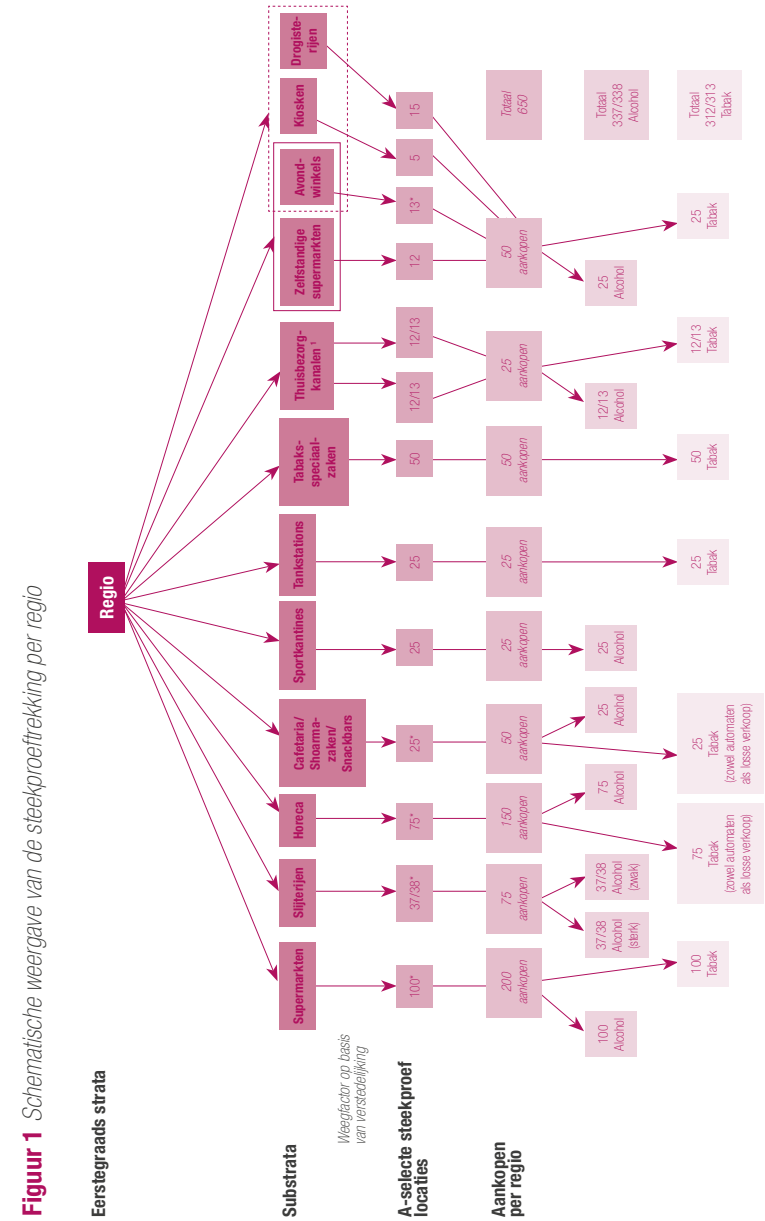 Figuur 1 Schematische weergave van de steekproeftrekking per regio
Eerstegraads strata
Regio
Substrata
Supermarkten
Slijterijen
Horeca
Cafetaria/
Shoarma-
zaken/
Snackbars
Sportkantines
Tankstations
Tabaks-
speciaal-
zaken
Thuisbezorg-
kanalen ¹
Zelfstandige
supermarkten
Avond-
winkels
Kiosken
Drogiste-
rijen
Weegfactor op basis
van verstedelijking
A-selecte steekproef
locaties
100*
37/38*
75*
25*
25
25
50
12/13
12/13
12
13*
5
15
Aankopen
per regio
200
aankopen
75
aankopen
150
aankopen
50
aankopen
25
aankopen
25
aankopen
50
aankopen
25
aankopen
50
aankopen
Totaal
650
100
Alcohol
37/38
Alcohol
(sterk)
37/38
Alcohol
(zwak)
75
Alcohol
25
Alcohol
25
Alcohol
12/13
Alcohol
25
Alcohol
Totaal
337/338
Alcohol
100
Tabak
75
Tabak
(zowel automaten
als losse verkoop)
25
Tabak
(zowel automaten
als losse verkoop)
25
Tabak
50
Tabak
12/13
Tabak
25
Tabak
Totaal
312/313
Tabak